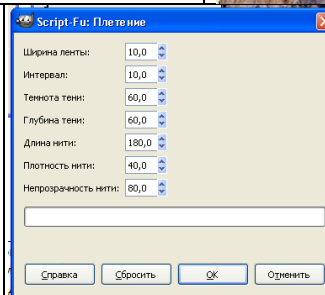 Script-Fu: Плетение
Ширина ленты: 10,0
Интервал: 10,0
Темнота тени: 60,0
Глубина тени: 60,0
Длина нити: 180,0
Плотность нити: 40,0
Непрозрачность нити: 80,0
Справка Сбросить OK Отменить